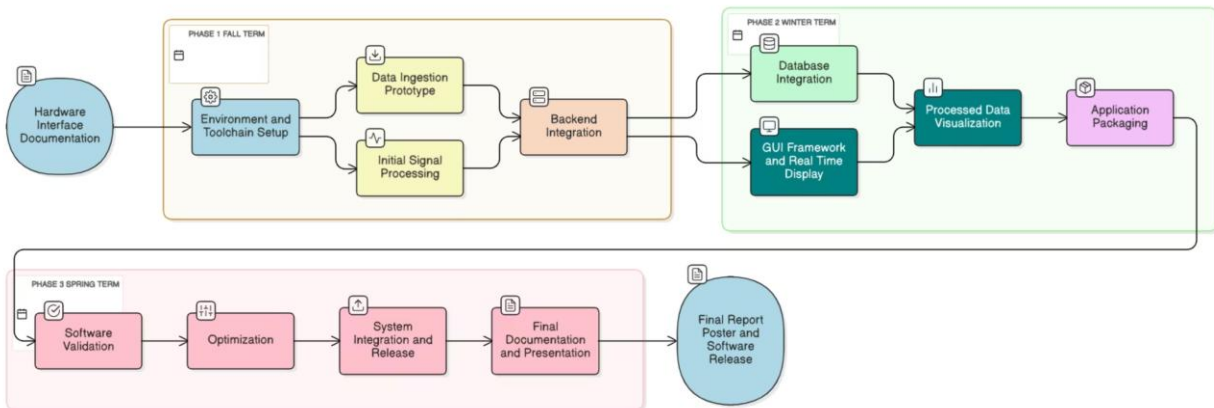 PHASE 1 FALL TERM
PHASE 2 WINTER TERM
Hardware
Interface
Documentation
Environment and
Toolchain Setup
Data Ingestion
Prototype
Initial Signal
Processing
Backend
Integration
Database
Integration
GUI Framework
and Real Time
Display
Processed Data
Visualization
Application
Packaging
PHASE 3 SPRING TERM
Software
Validation
Optimization
System
Integration and
Release
Final
Documentation
and Presentation
Final Report
Poster and
Software
Release